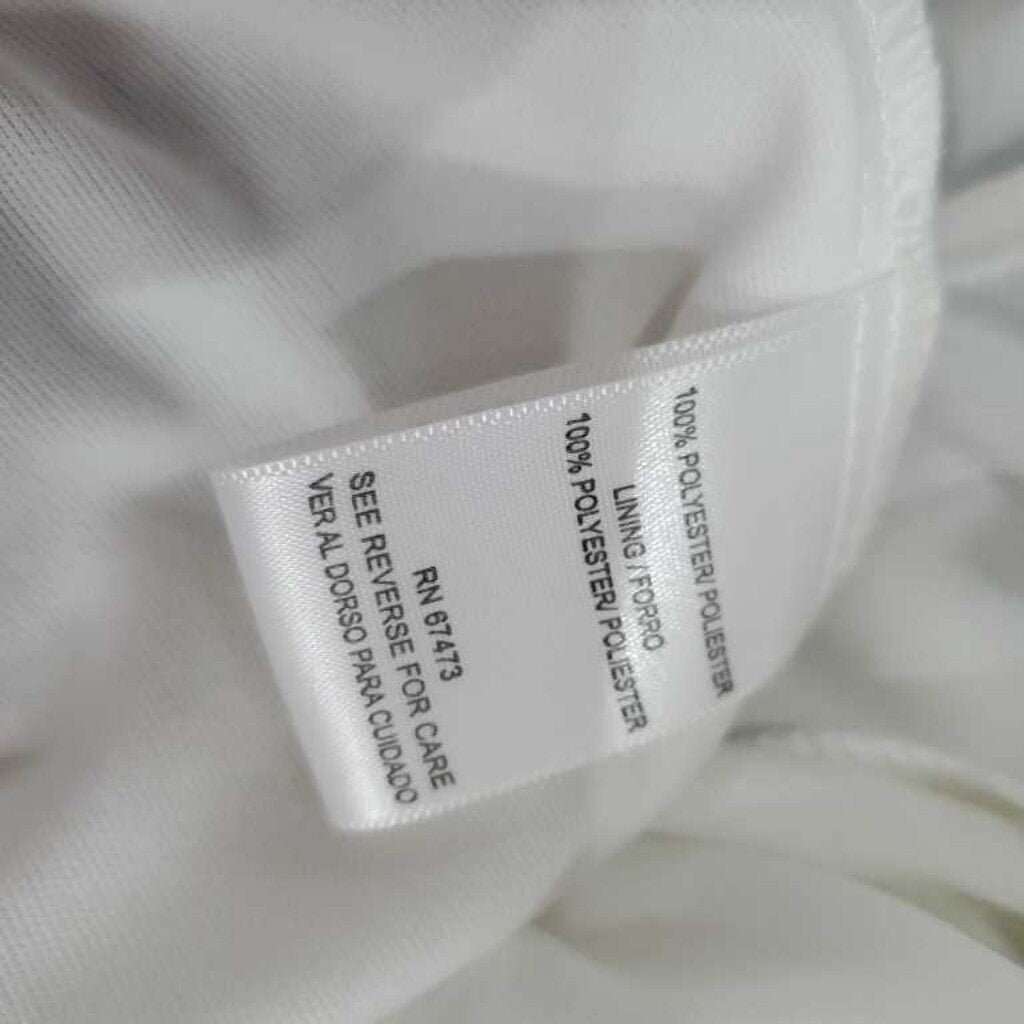 100% POLYESTER/ POLIESTER
LINING / FORRO
100% POLYESTER/ POLIESTER
RN 67473
SEE REVERSE FOR CARE
VER AL DORSO PARA CUIDADO